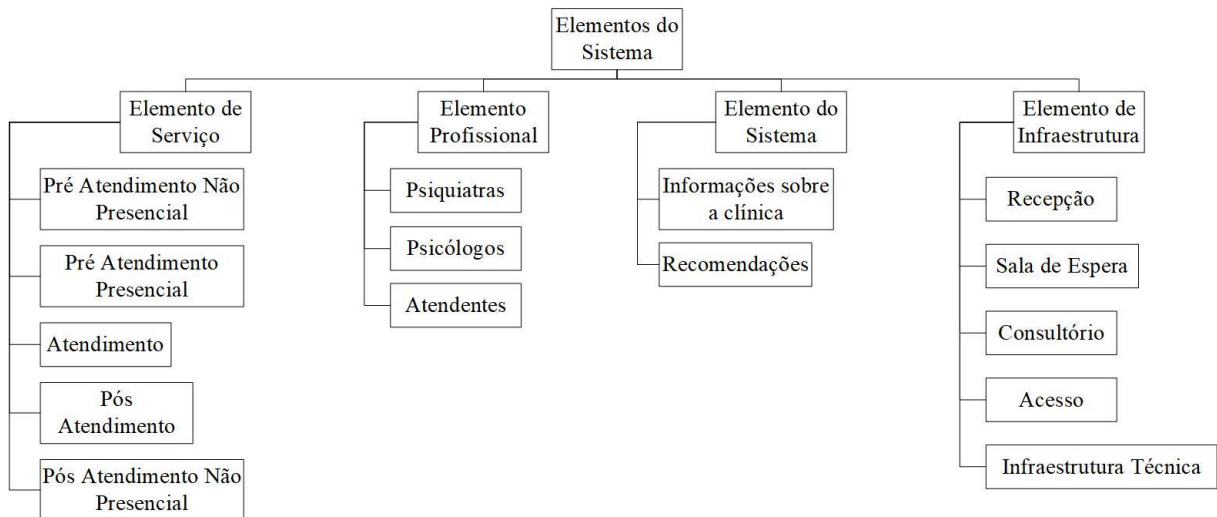 Elementos do
Sistema
Elemento de
Serviço
Pré Atendimento Não
Presencial
Pré Atendimento
Presencial
Atendimento
Pós
Atendimento
Pós Atendimento Não
Presencial
Elemento
Profissional
Psiquiatras
Psicólogos
Atendentes
Elemento do
Sistema
Informações sobre
a clínica
Recomendações
Elemento de
Infraestrutura
Recepção
Sala de Espera
Consultório
Acesso
Infraestrutura Técnica